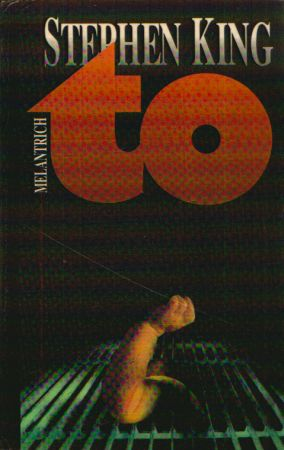 STEPHEN KING
to
MELANTRICH